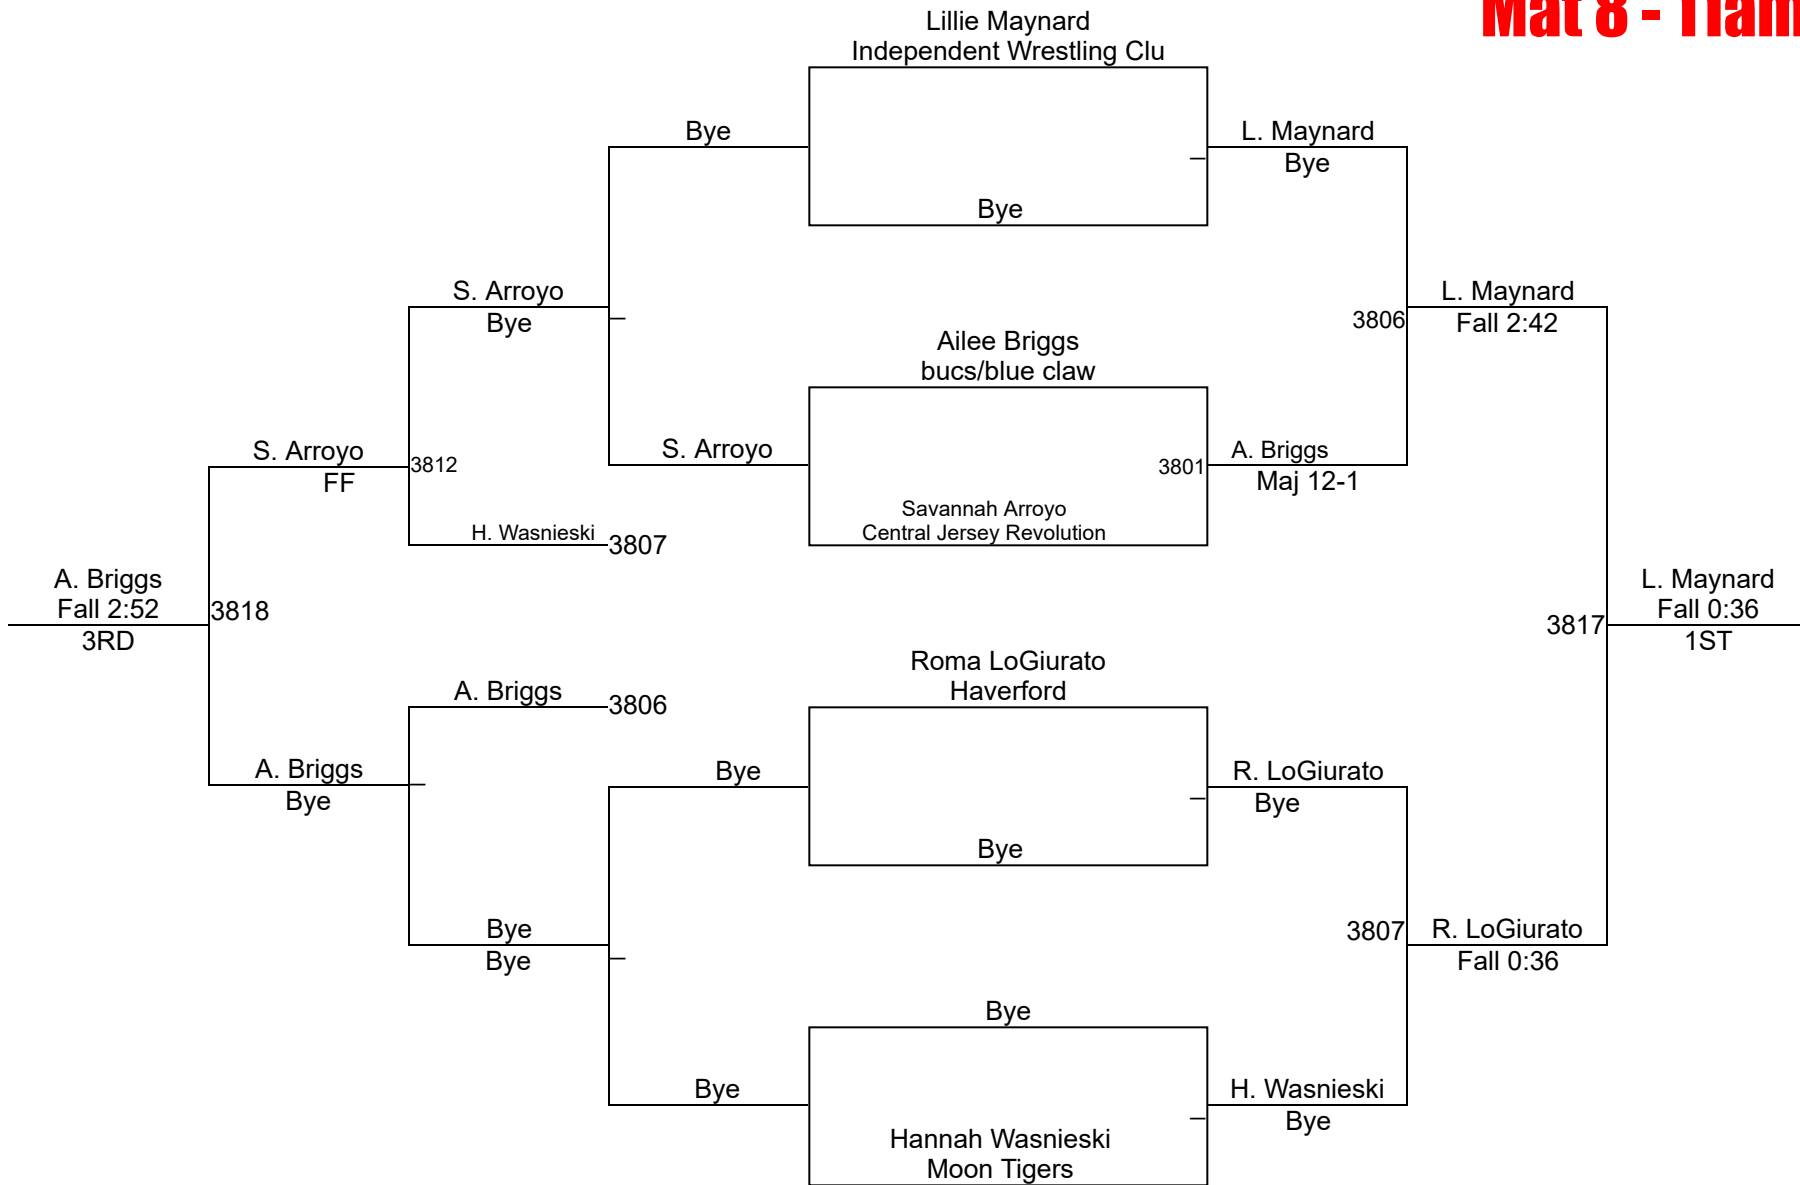 Mat 8 - 11am
Lillie Maynard
Independent Wrestling Clu
Bye
L. Maynard
Bye
Bye
S. Arroyo
Bye
L. Maynard
3806
Fall 2:42
Ailee Briggs
bucs/blue claw
S. Arroyo
S. Arroyo
3812
FF
3801
A. Briggs
Maj 12-1
Savannah Arroyo
Central Jersey Revolution
H. Wasnieski
3807
A. Briggs
Fall 2:52
3RD
3818
L. Maynard
Fall 0:36
1ST
3817
Roma LoGiurato
Haverford
A. Briggs
3806
A. Briggs
Bye
Bye
R. LoGiurato
Bye
Bye
Bye
Bye
3807
R. LoGiurato
Fall 0:36
Bye
Bye
H. Wasnieski
Bye
Hannah Wasnieski
Moon Tigers